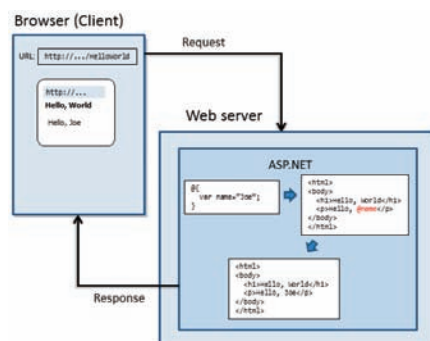 Browser (Client)
URL: http://.../Helloworld
http://...
Hello, World
Hello, Joe
Request
Web server
ASP.NET
@{
var name="Joe";
}
<html>
<body>
<h1>Hello, World</h1>
<p>Hello, @name</p>
</body>
</html>
<html>
<body>
<h1>Hello, World</h1>
<p>Hello, Joe</p>
</body>
</html>
Response